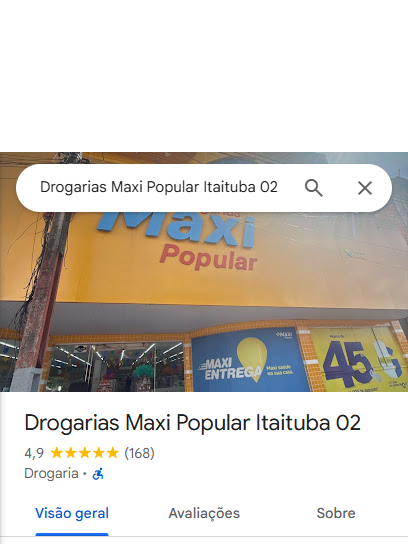 Drogarias Maxi Popular Itaituba 02
Maxi
Popular
MAXI
ENTREGA
Maxi saúde
na sua casa.
45
Drogarias Maxi Popular Itaituba 02
4,9 (168)
Drogaria ·
Visão geral Avaliações Sobre